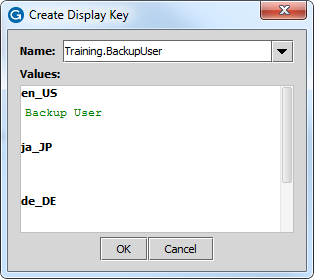 Create Display Key
Name: Training.BackupUser
Values:
en_US
Backup User
ja_JP
de_DE
OK Cancel